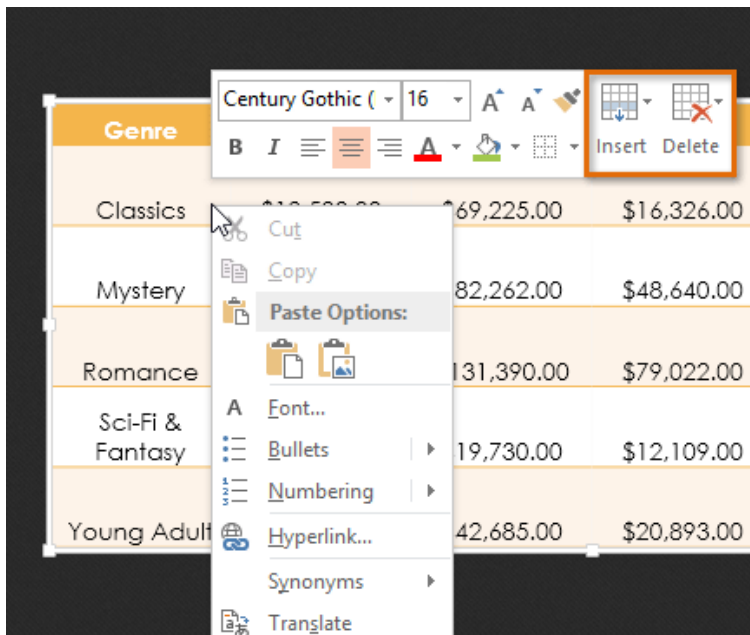 Century Gothic ( 16 A A
B I A Insert Delete
Genre
Classics $69,225.00 $16,326.00
Cut
Copy
Mystery 82,262.00 $48,640.00
Paste Options:
Romance 131,390.00 $79,022.00
A Font...
Sci-Fi &
Fantasy 19,730.00 $12,109.00
Bullets
Numbering
Young Adult 42,685.00 $20,893.00
Hyperlink...
Synonyms
Translate